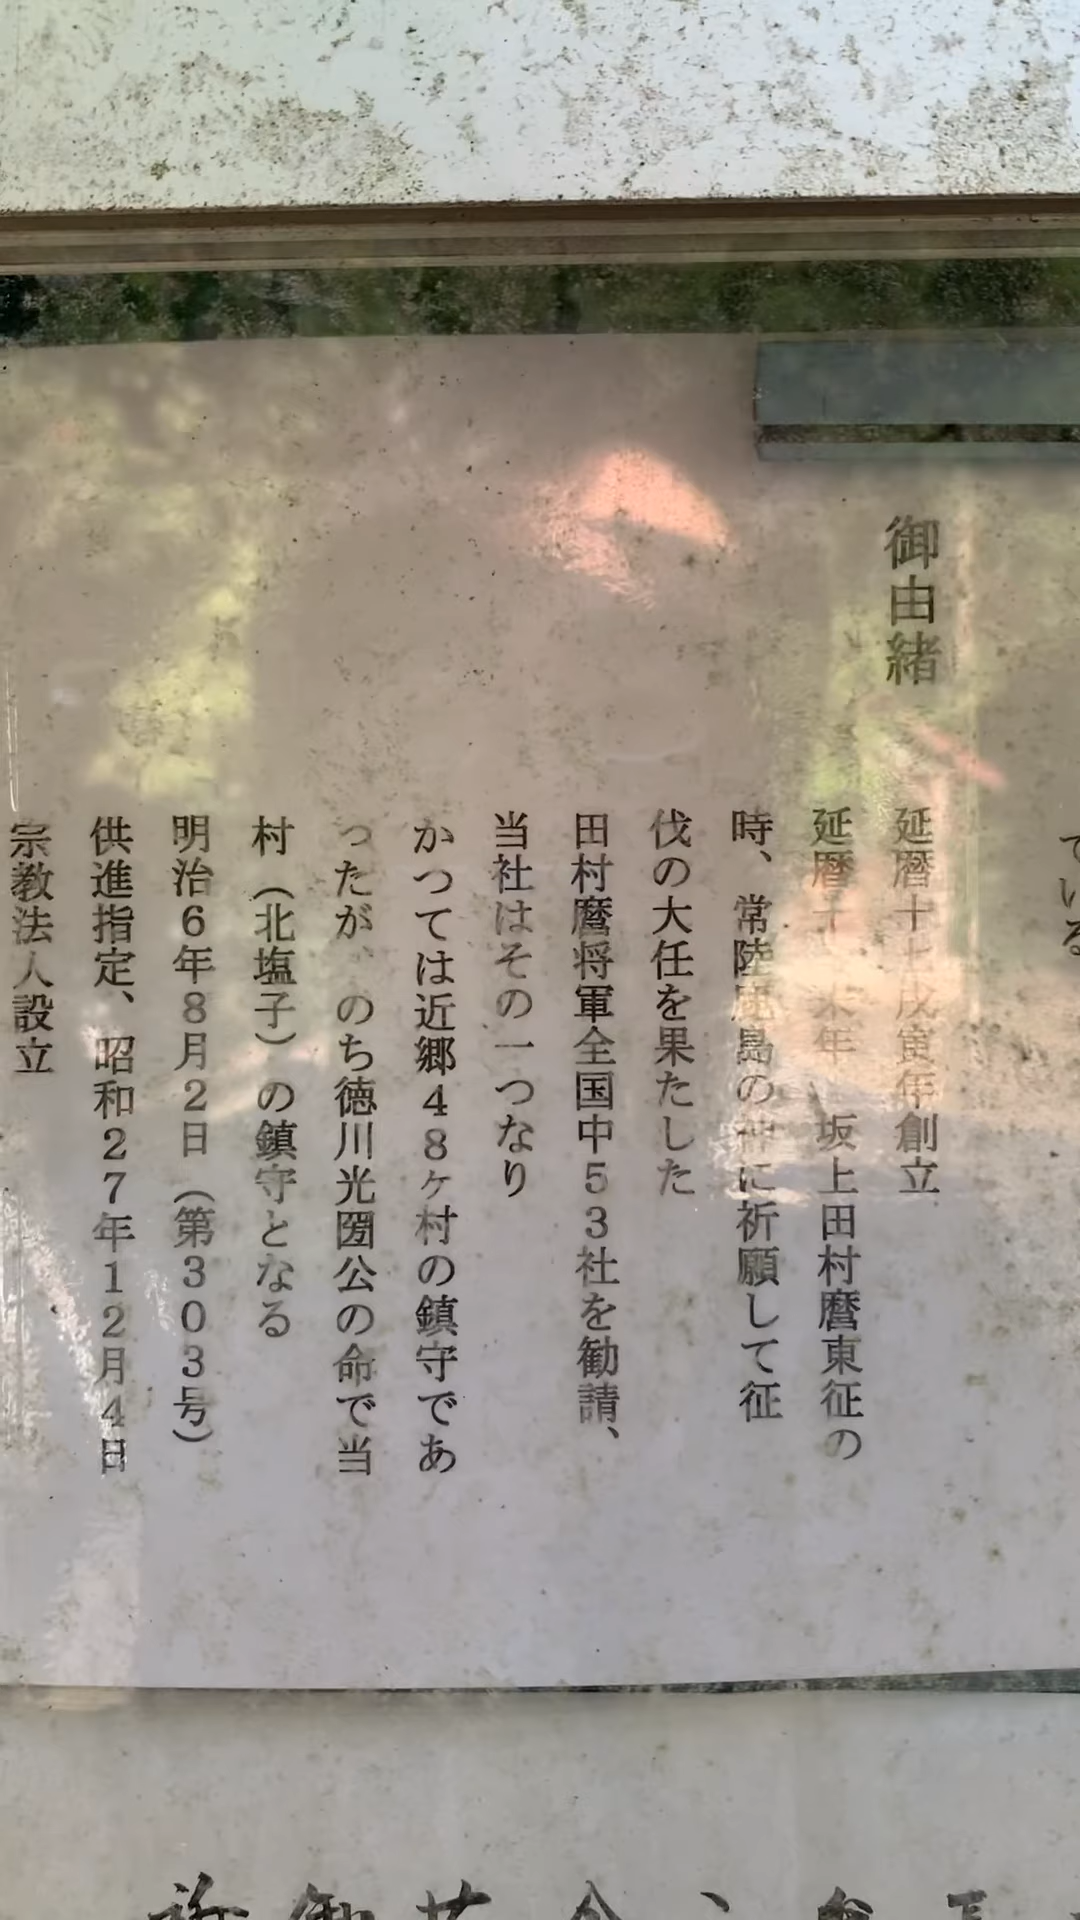 ている
御由緒
延暦十七戊寅年創立
延暦十 末年 坂上田村麿東征の
時、常陸鹿島の神に祈願して征
伐の大任を果たした
田村麿将軍全国中53社を勧請、
当社はその一つなり
かつては近郷48ヶ村の鎮守であ
ったが、のち徳川光圀公の命で当
村(北塩子)の鎮守となる
明治6年8月2日(第303号)
供進指定、昭和27年12月4日
宗教法人設立